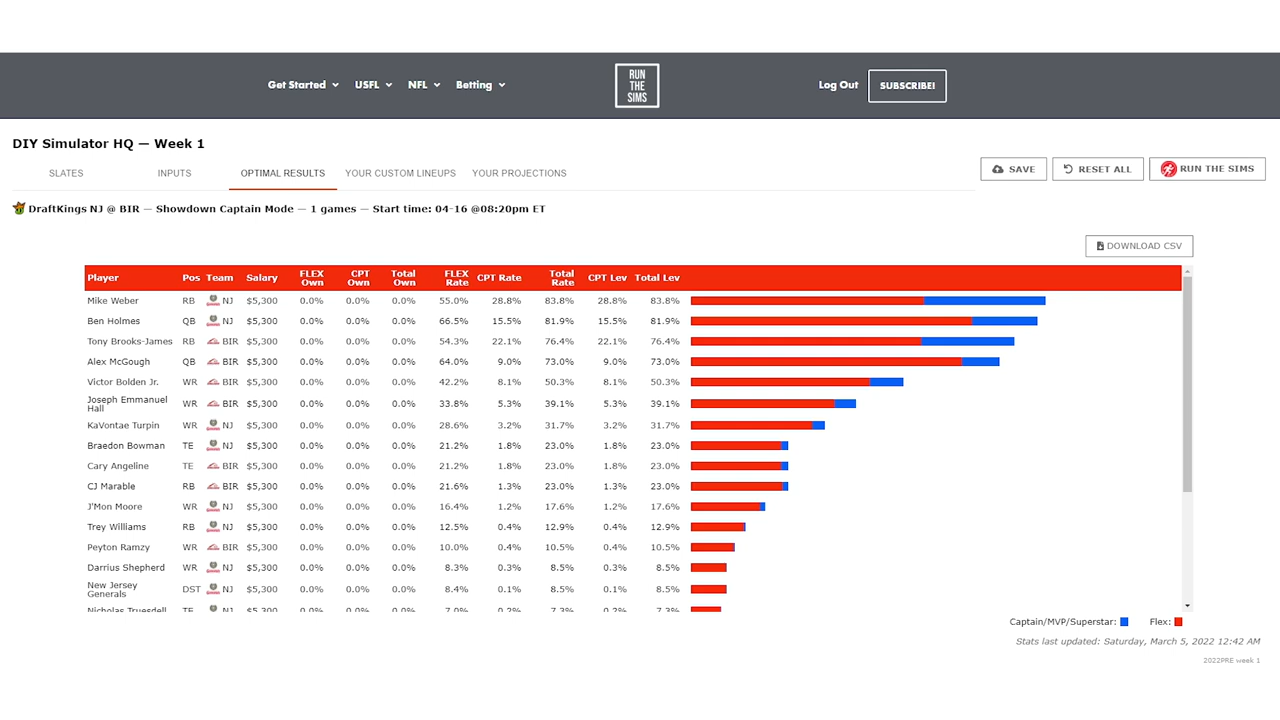 Get Started USFL NFL Betting RUN THE SIMS Log Out SUBSCRIBE!
DIY Simulator HQ — Week 1
SLATES INPUTS OPTIMAL RESULTS YOUR CUSTOM LINEUPS YOUR PROJECTIONS SAVE RESET ALL RUN THE SIMS
DraftKings NJ @ BIR — Showdown Captain Mode — 1 games — Start time: 04-16 @08:20pm ET
DOWNLOAD CSV
Player Pos Team Salary FLEX Own CPT Own Total Own FLEX Rate CPT Rate Total Rate CPT Lev Total Lev
Mike Weber RB NJ $5,300 0.0% 0.0% 0.0% 55.0% 28.8% 83.8% 28.8% 83.8%
Ben Holmes QB NJ $5,300 0.0% 0.0% 0.0% 66.5% 15.5% 81.9% 15.5% 81.9%
Tony Brooks-James RB BIR $5,300 0.0% 0.0% 0.0% 54.3% 22.1% 76.4% 22.1% 76.4%
Alex McGough QB BIR $5,300 0.0% 0.0% 0.0% 64.0% 9.0% 73.0% 9.0% 73.0%
Victor Bolden Jr. WR BIR $5,300 0.0% 0.0% 0.0% 42.2% 8.1% 50.3% 8.1% 50.3%
Joseph Emmanuel Hall WR BIR $5,300 0.0% 0.0% 0.0% 33.8% 5.3% 39.1% 5.3% 39.1%
KaVontae Turpin WR NJ $5,300 0.0% 0.0% 0.0% 28.6% 3.2% 31.7% 3.2% 31.7%
Braedon Bowman TE NJ $5,300 0.0% 0.0% 0.0% 21.2% 1.8% 23.0% 1.8% 23.0%
Cary Angeline TE BIR $5,300 0.0% 0.0% 0.0% 21.2% 1.8% 23.0% 1.8% 23.0%
CJ Marable RB BIR $5,300 0.0% 0.0% 0.0% 21.6% 1.3% 23.0% 1.3% 23.0%
J'Mon Moore WR NJ $5,300 0.0% 0.0% 0.0% 16.4% 1.2% 17.6% 1.2% 17.6%
Trey Williams RB NJ $5,300 0.0% 0.0% 0.0% 12.5% 0.4% 12.9% 0.4% 12.9%
Peyton Ramzy WR BIR $5,300 0.0% 0.0% 0.0% 10.0% 0.4% 10.5% 0.4% 10.5%
Darrius Shepherd WR NJ $5,300 0.0% 0.0% 0.0% 8.3% 0.3% 8.5% 0.3% 8.5%
New Jersey Generals DST NJ $5,300 0.0% 0.0% 0.0% 8.4% 0.1% 8.5% 0.1% 8.5%
Nicholas Truesdell TE NJ $5,300 0.0% 0.0% 0.0% 7.0% 0.2% 7.3% 0.2% 7.3%
Captain/MVP/Superstar: Flex:
Stats last updated: Saturday, March 5, 2022 12:42 AM
2022PRE week 1